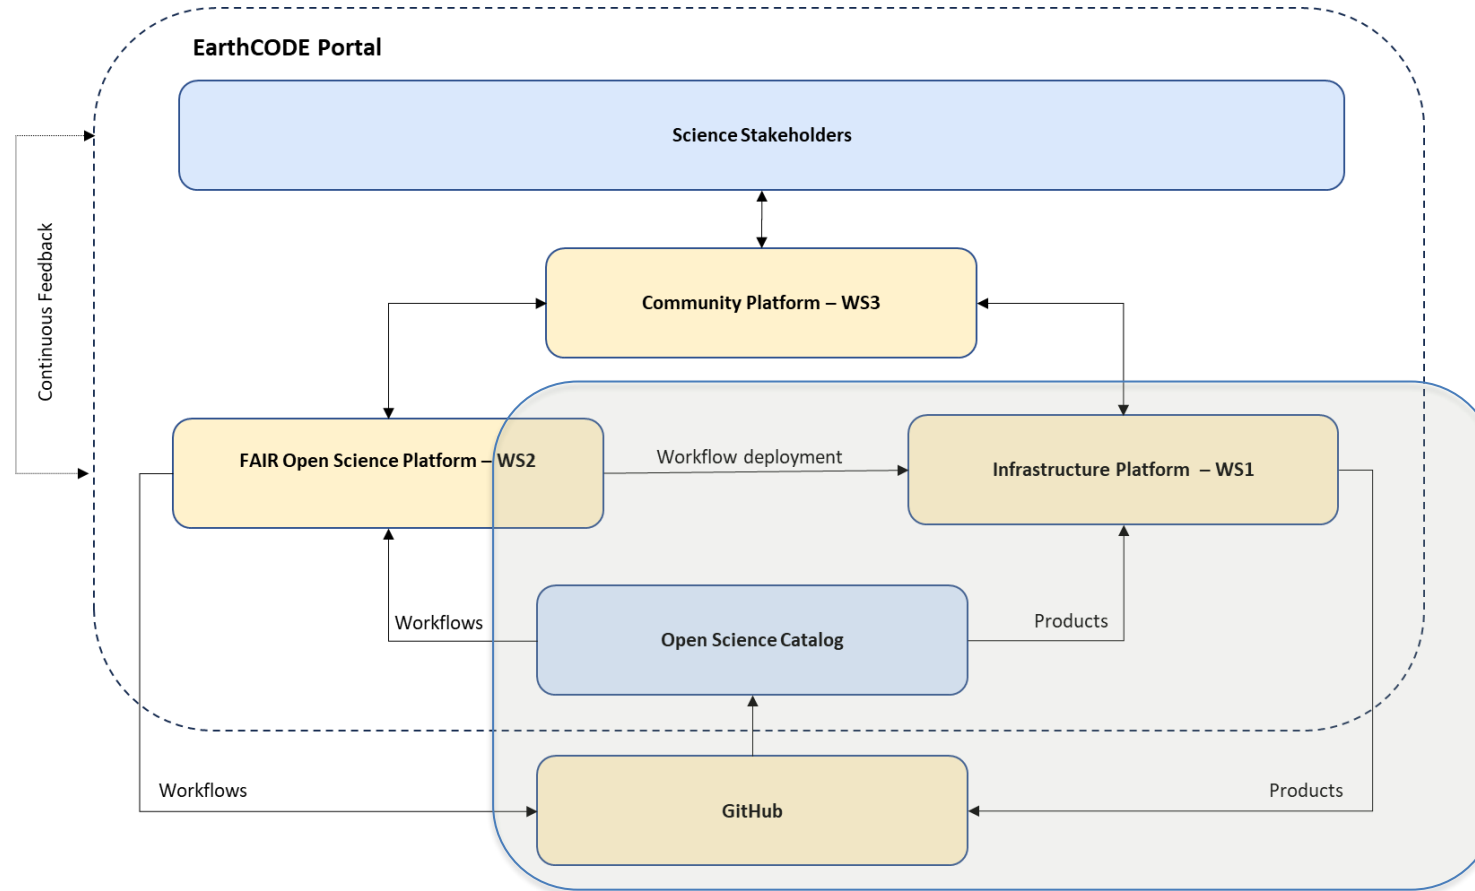 EarthCODE Portal
Science Stakeholders
Continuous Feedback
Community Platform – WS3
FAIR Open Science Platform – WS2
Workflow deployment
Infrastructure Platform – WS1
Workflows
Open Science Catalog
Products
Workflows
GitHub
Products